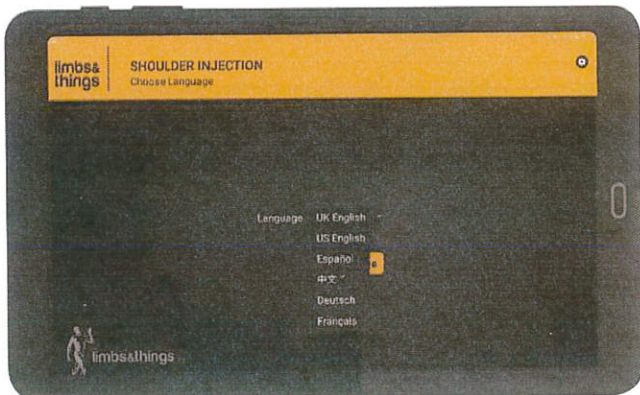 limbs&
things
SHOULDER INJECTION
Choose Language
Language UK English
US English
Español
中文
Deutsch
Français
limbs&things